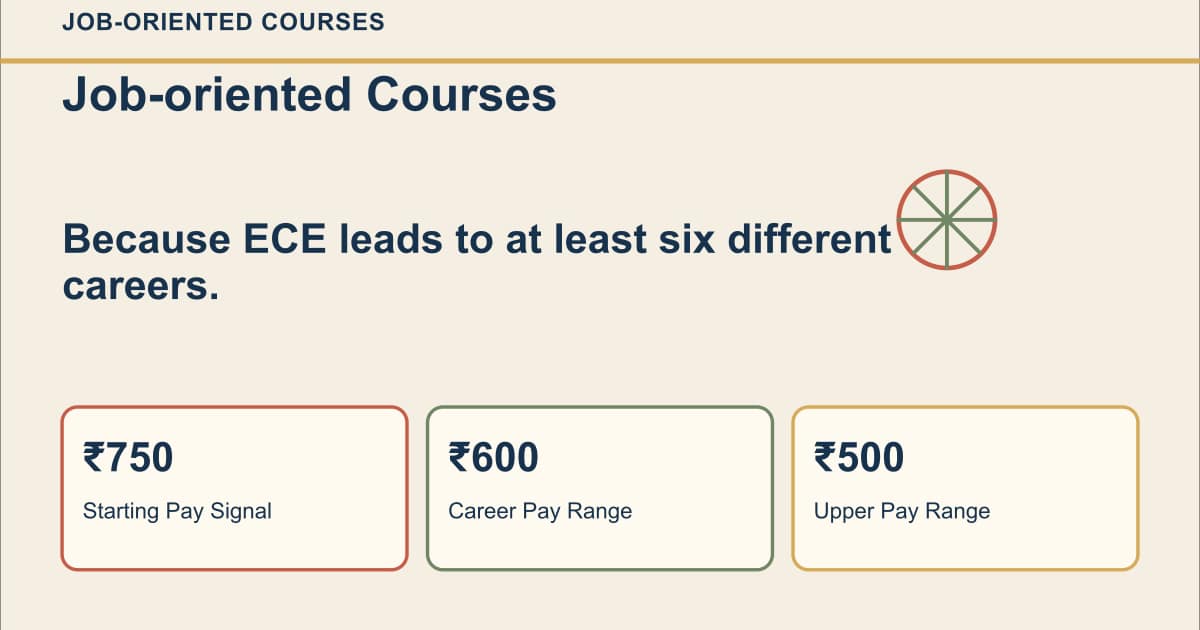 JOB-ORIENTED COURSES
Job-oriented Courses
Because ECE leads to at least six different
careers.
₹750
Starting Pay Signal
₹600
Career Pay Range
₹500
Upper Pay Range